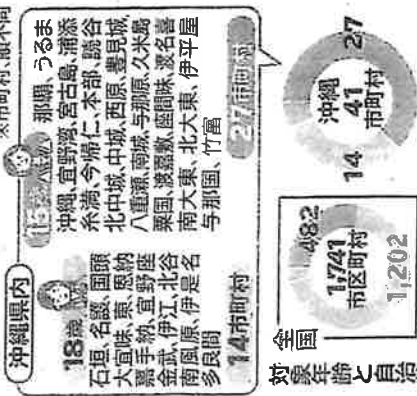 沖縄県内
18歳
石垣、名護、国頭
大宜味、東、恩納
嘉手納、宜野座
金武、伊江、北谷
南風原、伊是名
多良間
14市町村
15歳
那覇、うるま
沖縄、宜野湾、宮古島、浦添
糸満、今帰仁、本部、読谷
北中城、中城、西原、豊見城、
八重瀬、南城、与那原、久米島
粟国、渡嘉敷、座間味、渡名喜
南大東、北大東、伊平屋
与那国、竹富
27市町村
全国
482
1,741
市区町村
1,202
沖縄
41
市町村
27
14
対象年齢と自治